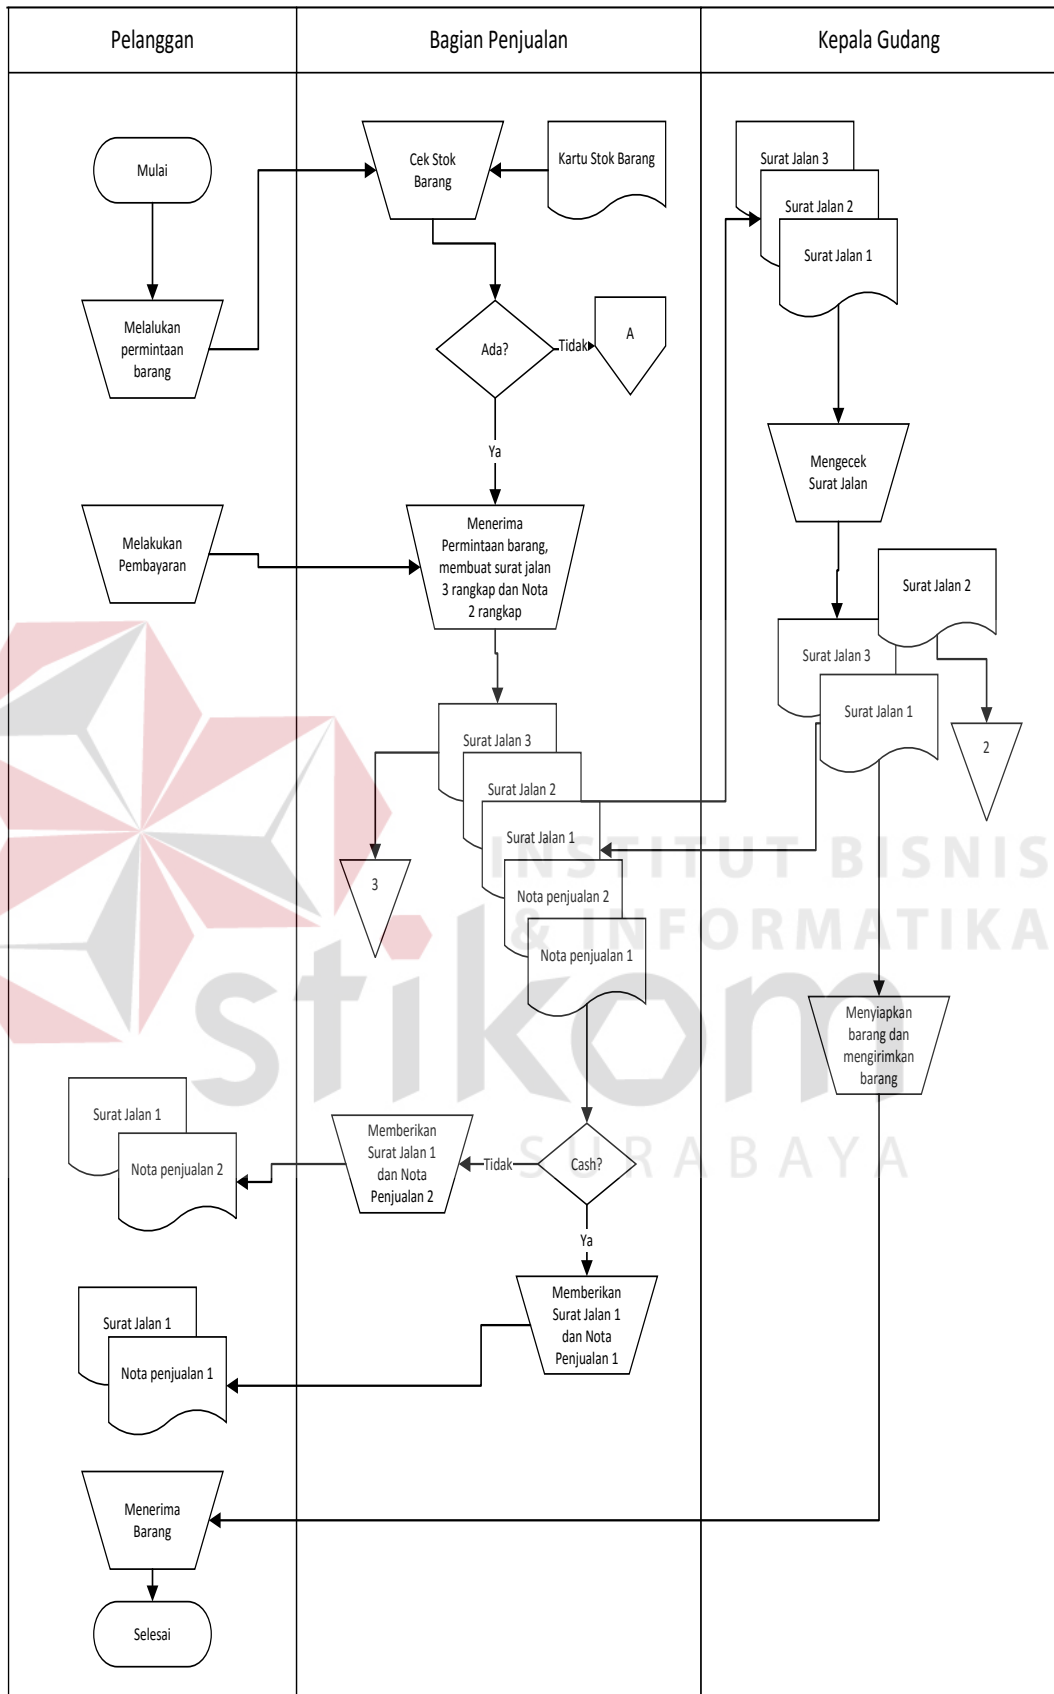 Pelanggan
Bagian Penjualan
Kepala Gudang
Mulai
Cek Stok
Barang
Kartu Stok Barang
Surat Jalan 3
Surat Jalan 2
Surat Jalan 1
Melalukan
permintaan
barang
Ada?
Tidak
A
Ya
Mengecek
Surat Jalan
Melakukan
Pembayaran
Menerima
Permintaan barang,
membuat surat jalan
3 rangkap dan Nota
2 rangkap
Surat Jalan 2
Surat Jalan 3
Surat Jalan 1
2
Surat Jalan 3
Surat Jalan 2
Surat Jalan 1
Nota penjualan 2
Nota penjualan 1
3
INSTITUT BISNIS
& INFORMATIKA
stikom
SURABAYA
Menyiapkan
barang dan
mengirimkan
barang
Surat Jalan 1
Nota penjualan 2
Memberikan
Surat Jalan 1
dan Nota
Penjualan 2
Tidak
Cash?
Ya
Memberikan
Surat Jalan 1
dan Nota
Penjualan 1
Surat Jalan 1
Nota penjualan 1
Menerima
Barang
Selesai